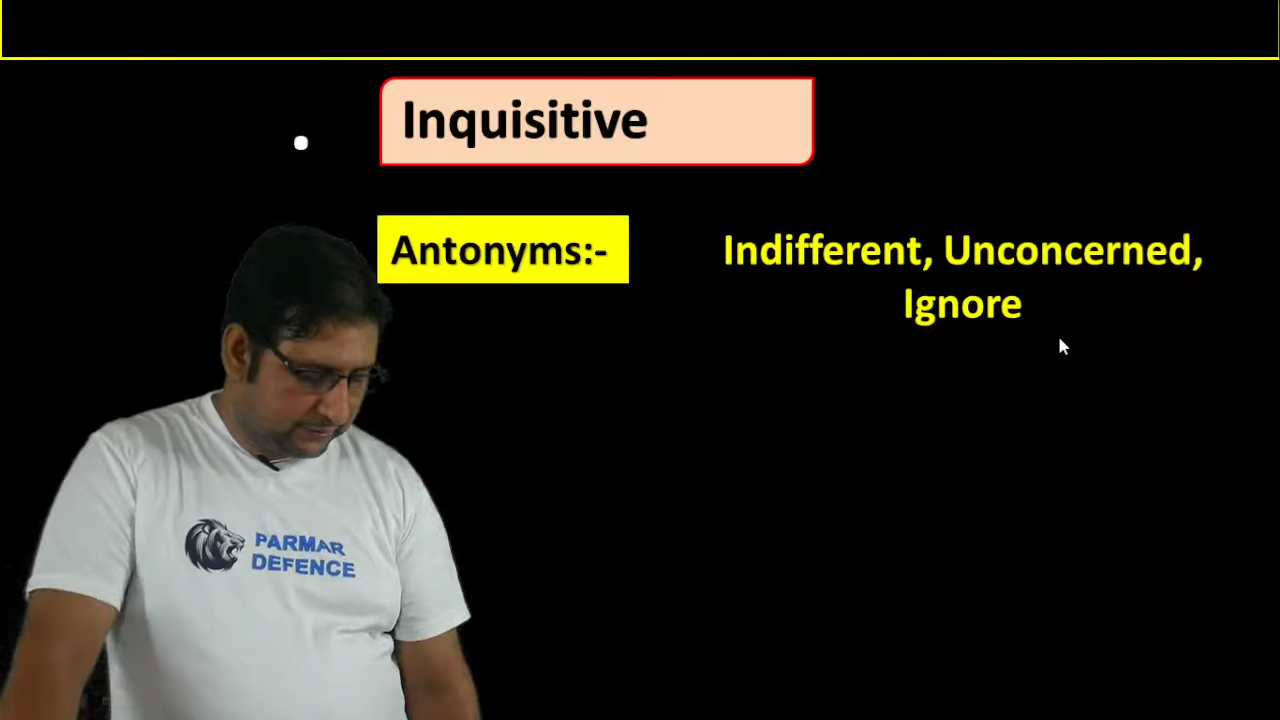 Inquisitive
Antonyms:-
Indifferent, Unconcerned,
Ignore
PARMAR
DEFENCE